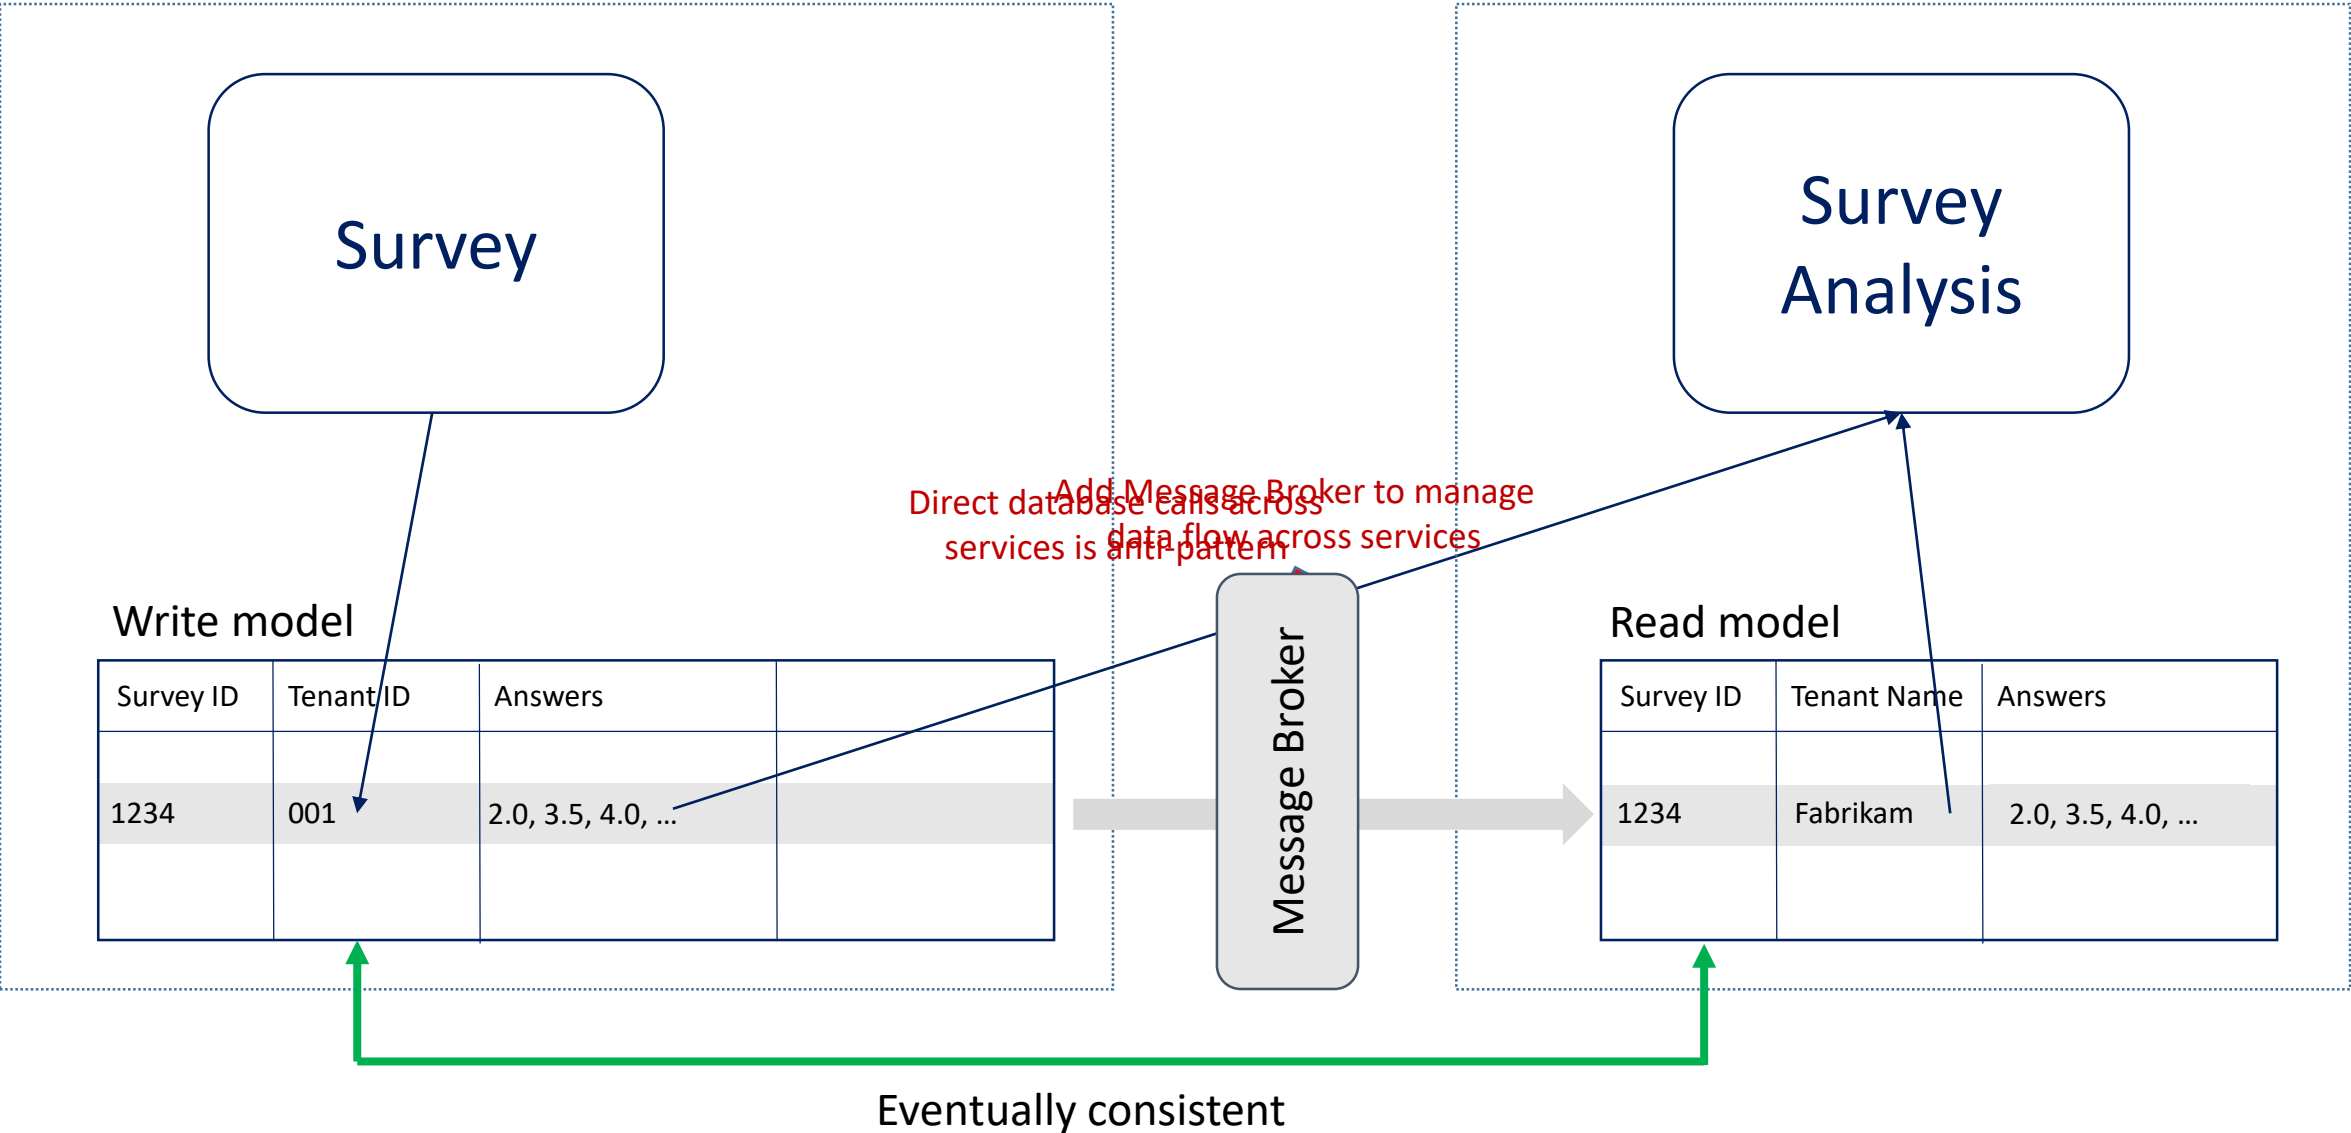 Survey
Survey
Analysis
Direct database calls across
services is anti-pattern
Add Message Broker to manage
data flow across services
Write model
Survey ID Tenant ID Answers
1234 001 2.0, 3.5, 4.0, ...
Message Broker
Read model
Survey ID Tenant Name Answers
1234 Fabrikam 2.0, 3.5, 4.0, ...
Eventually consistent